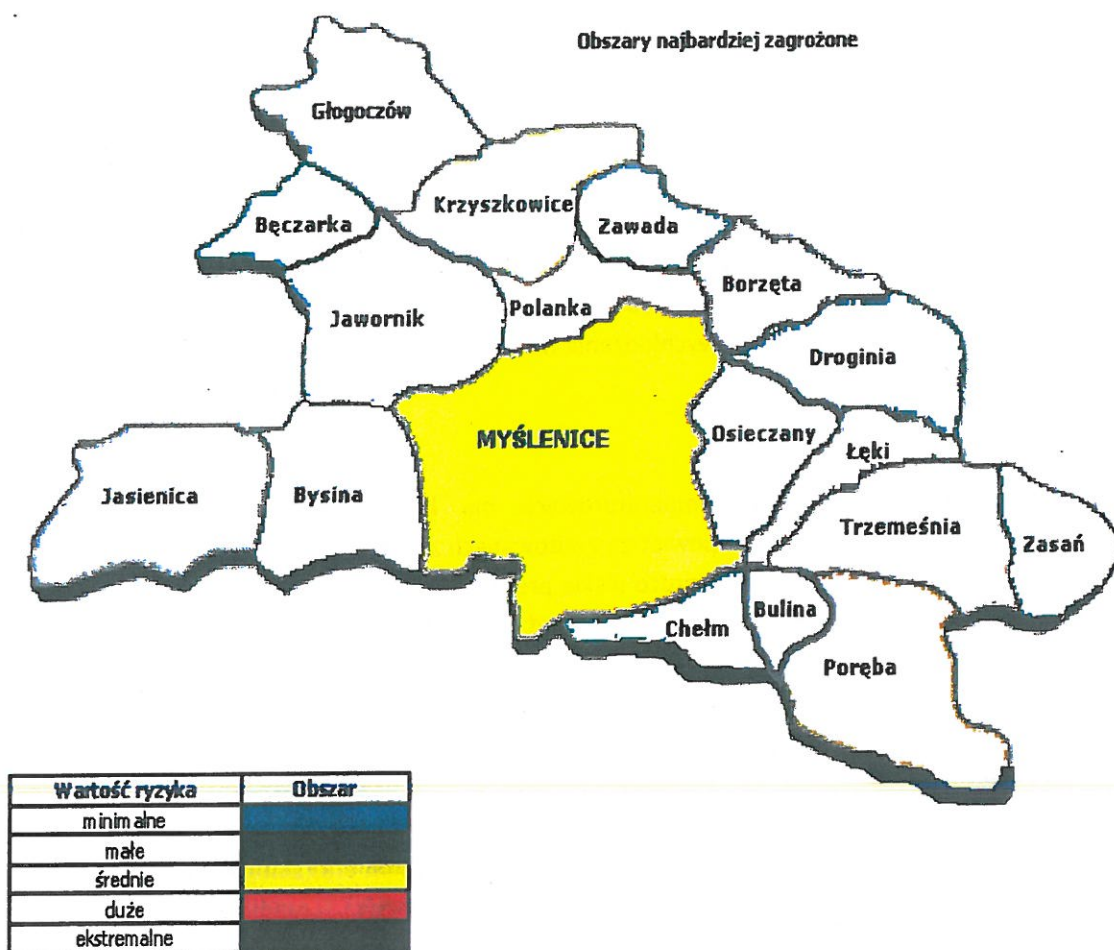 Obszary najbardziej zagrożone
Głogoczów
Krzyszkowice
Bęczarka
Zawada
Borzęta
Polanka
Jawornik
Droginia
MYŚLENICE
Osieczany
Łęki
Jasienica
Bysina
Trzemeśnia
Zasań
Bulina
Chełm
Poręba
Wartość ryzyka Obszar
minimalne
małe
średnie
duże
ekstremalne